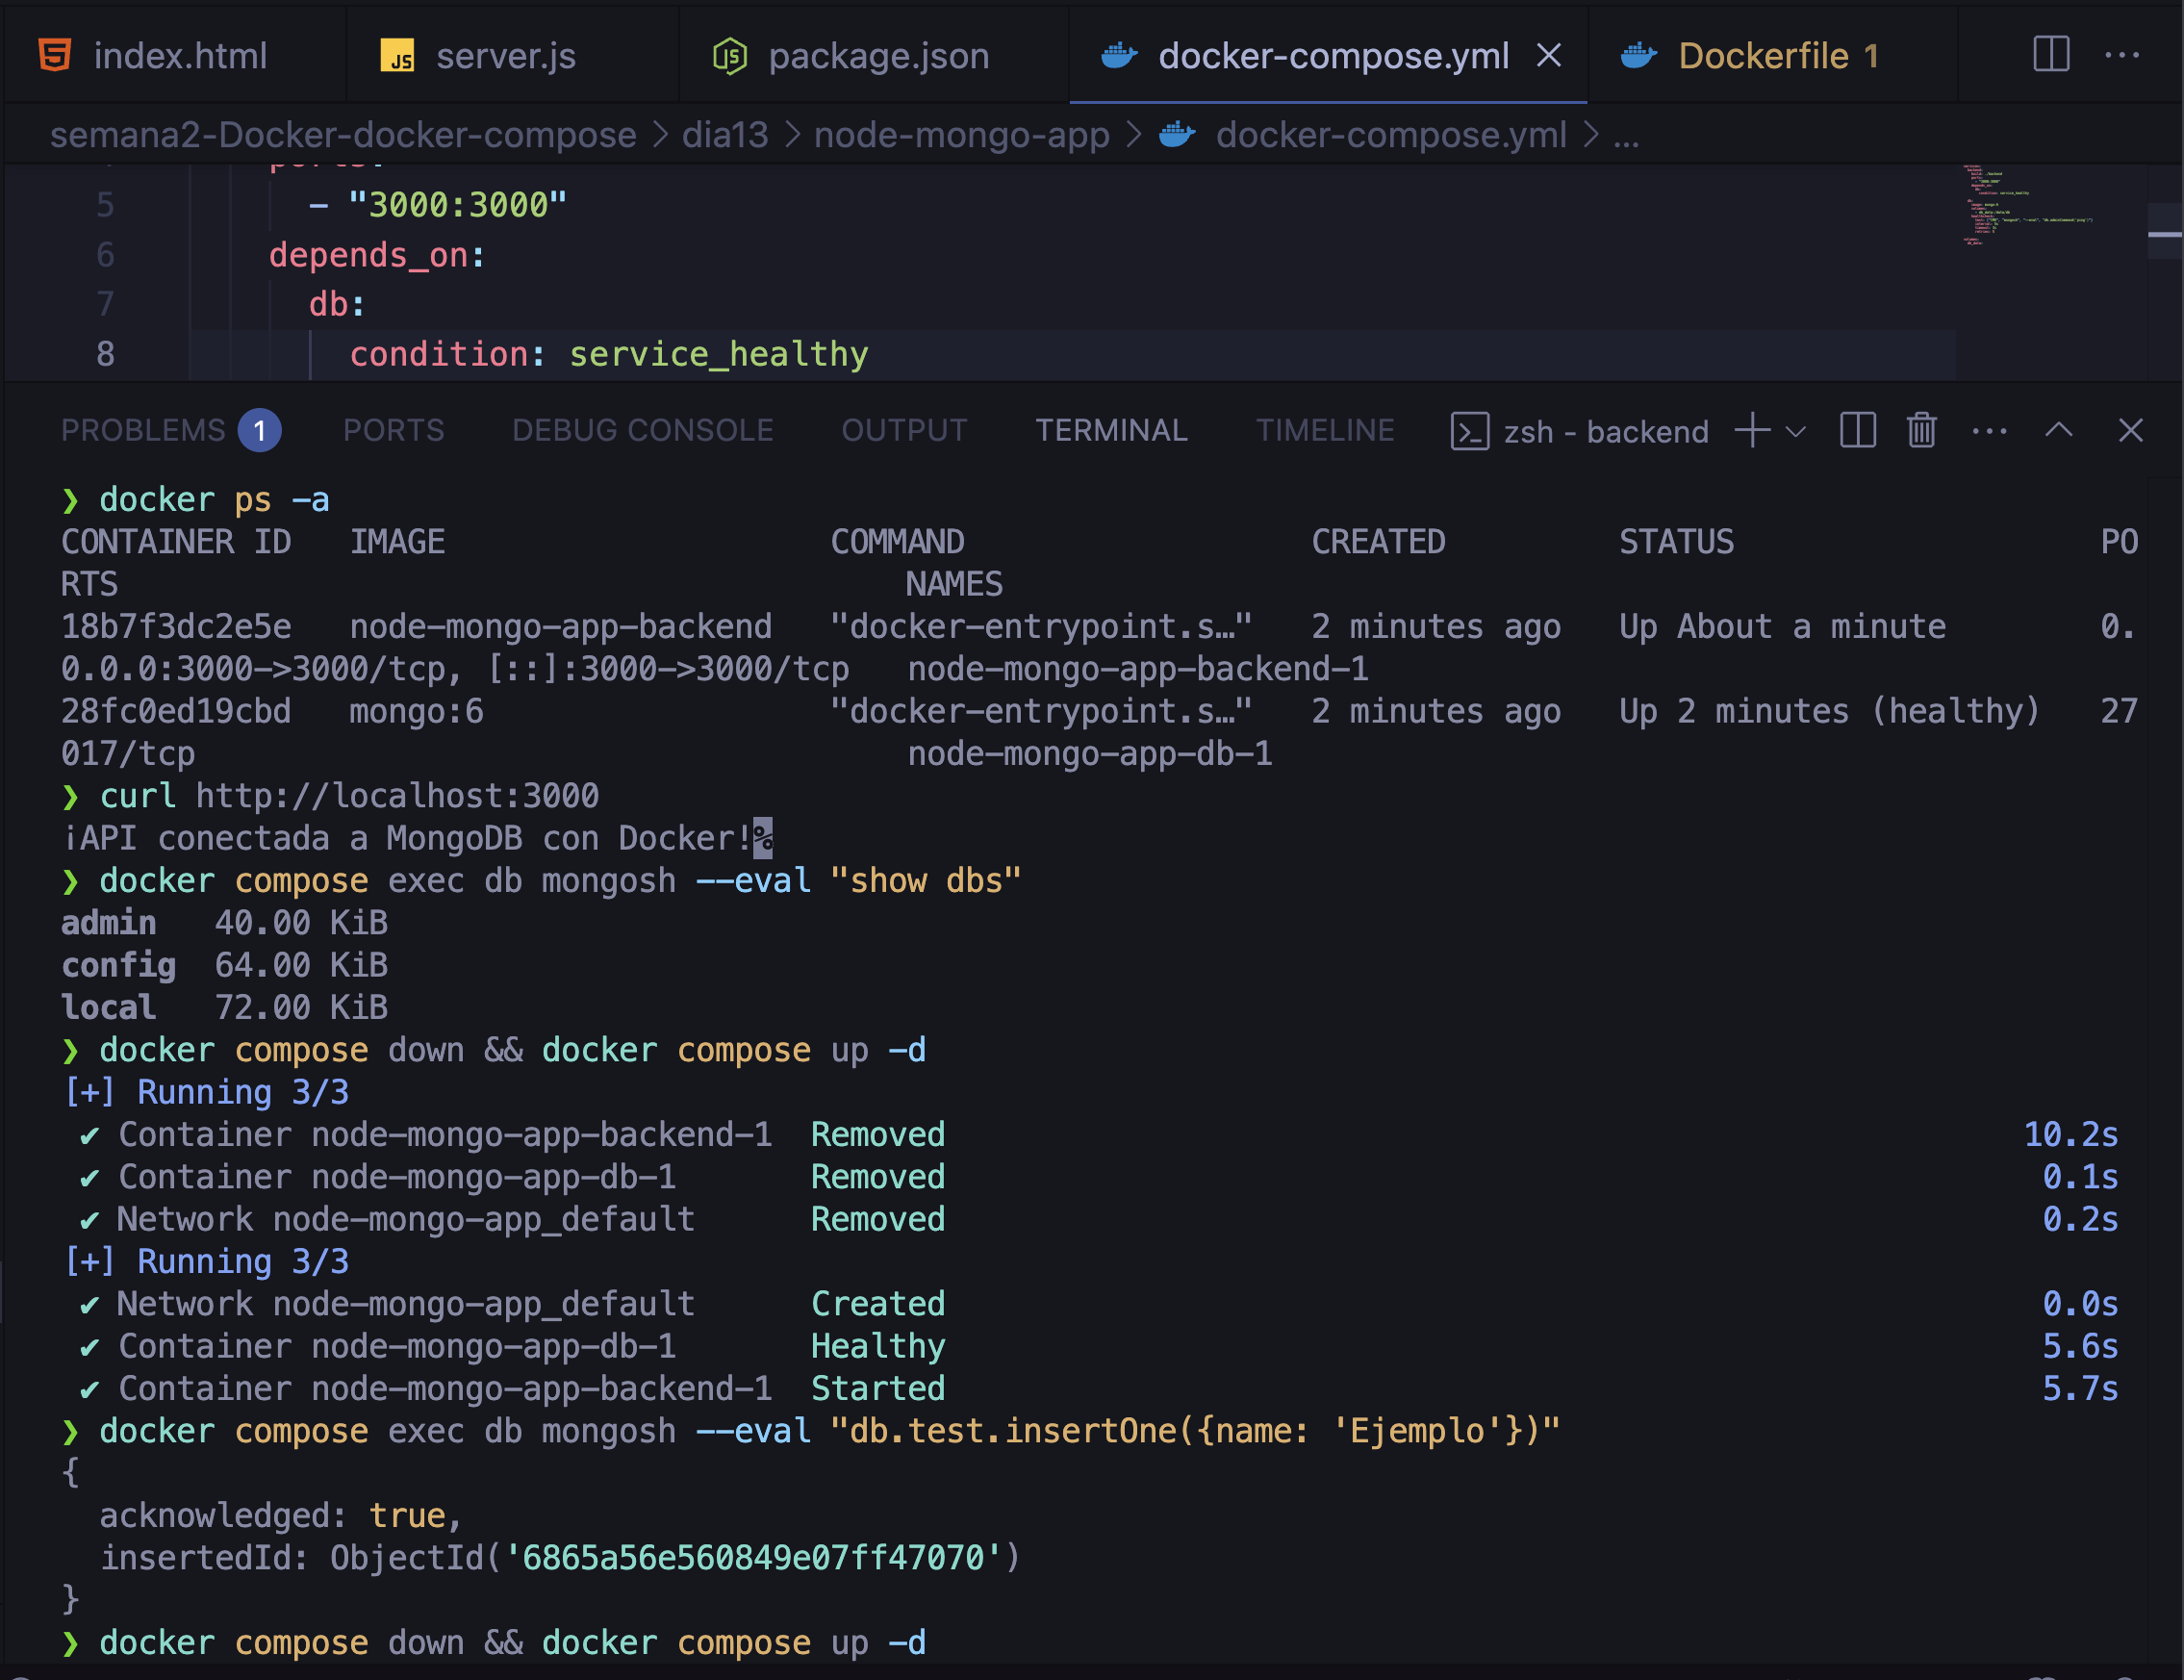 index.html
JS server.js
package.json
docker-compose.yml
Dockerfile 1
semana2-Docker-docker-compose > dia13 > node-mongo-app > docker-compose.yml > ...
5 - "3000:3000"
6 depends_on:
7 db:
8 condition: service_healthy
PROBLEMS 1 PORTS DEBUG CONSOLE OUTPUT TERMINAL TIMELINE zsh - backend
❯ docker ps -a
CONTAINER ID   IMAGE                    COMMAND                  CREATED         STATUS                   PO
RTS                                         NAMES
18b7f3dc2e5e   node-mongo-app-backend   "docker-entrypoint.s…"   2 minutes ago   Up About a minute        0.
0.0.0:3000->3000/tcp, [::]:3000->3000/tcp   node-mongo-app-backend-1
28fc0ed19cbd   mongo:6                  "docker-entrypoint.s…"   2 minutes ago   Up 2 minutes (healthy)   27
017/tcp                                     node-mongo-app-db-1
❯ curl http://localhost:3000
¡API conectada a MongoDB con Docker!%
❯ docker compose exec db mongosh --eval "show dbs"
admin   40.00 KiB
config  64.00 KiB
local   72.00 KiB
❯ docker compose down && docker compose up -d
[+] Running 3/3
✔ Container node-mongo-app-backend-1  Removed 10.2s
✔ Container node-mongo-app-db-1       Removed 0.1s
✔ Network node-mongo-app_default      Removed 0.2s
[+] Running 3/3
✔ Network node-mongo-app_default      Created 0.0s
✔ Container node-mongo-app-db-1       Healthy 5.6s
✔ Container node-mongo-app-backend-1  Started 5.7s
❯ docker compose exec db mongosh --eval "db.test.insertOne({name: 'Ejemplo'})"
{
acknowledged: true,
insertedId: ObjectId('6865a56e560849e07ff47070')
}
❯ docker compose down && docker compose up -d